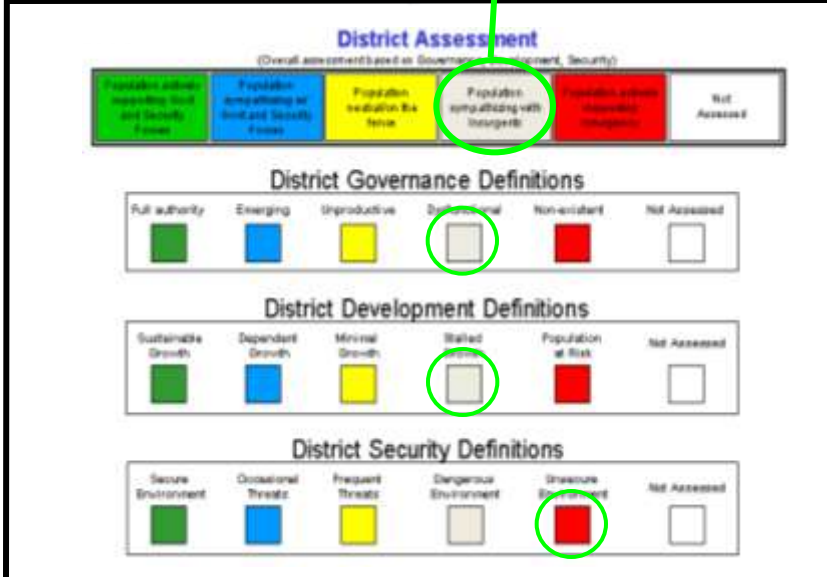 District Assessment
(Overall assessment based on Governance, Development, Security)
Population actively supporting Govt and Security Forces
Population sympathizing w/ Govt and Security Forces
Population neutral/on the fence
Population sympathizing with Insurgents
Population
Not Assessed
District Governance Definitions
Full authority Emerging Unproductive Dysfunctional Non-existent Not Assessed
District Development Definitions
Sustainable Growth
Dependent Growth
Minimal Growth
Stalled Growth
Population at Risk
Not Assessed
District Security Definitions
Secure Environment
Occasional Threats
Frequent Threats
Dangerous Environment
Unsecure Environment
Not Assessed